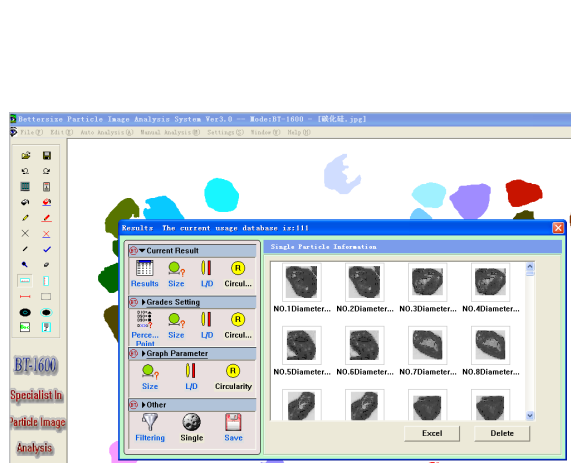 Bettersize Particle Image Analysis System Ver3.0 -- Mode:BT-1600 - [碳化硅.jpg]
File(F) Edit(E) Auto Analysis(A) Manual Analysis(M) Settings(C) Window(W) Help(H)
Results The current usage database is:111
Current Result
Results Size L/D Circul...
Grades Setting
Perce... Point Size L/D Circul...
Graph Parameter
Size L/D Circularity
Other
Filtering Single Save
Single Particle Information
NO.1Diameter... NO.2Diameter... NO.3Diameter... NO.4Diameter...
NO.5Diameter... NO.6Diameter... NO.7Diameter... NO.8Diameter...
Excel Delete
BT-1600
Specialist In
Particle Image
Analysis